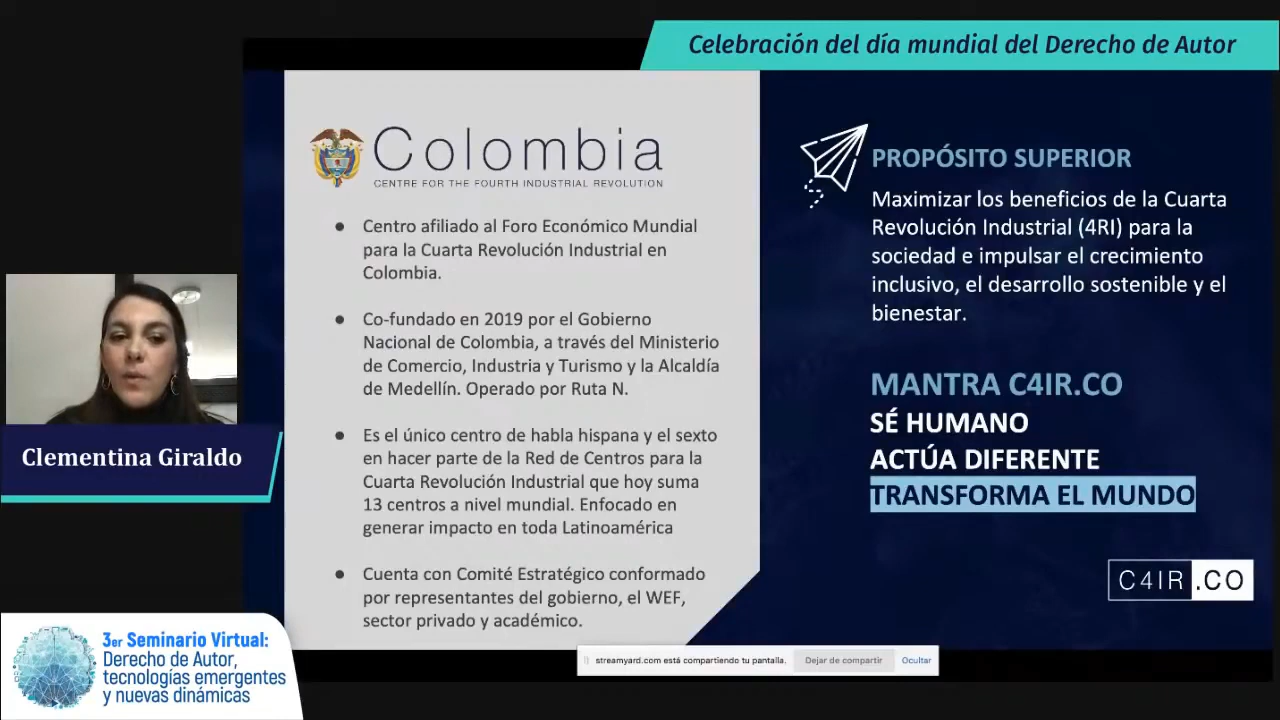 Celebración del día mundial del Derecho de Autor
Colombia
CENTRE FOR THE FOURTH INDUSTRIAL REVOLUTION
● Centro afiliado al Foro Económico Mundial
para la Cuarta Revolución Industrial en
Colombia.
● Co-fundado en 2019 por el Gobierno
Nacional de Colombia, a través del Ministerio
de Comercio, Industria y Turismo y la Alcaldía
de Medellín. Operado por Ruta N.
● Es el único centro de habla hispana y el sexto
en hacer parte de la Red de Centros para la
Cuarta Revolución Industrial que hoy suma
13 centros a nivel mundial. Enfocado en
generar impacto en toda Latinoamérica
● Cuenta con Comité Estratégico conformado
por representantes del gobierno, el WEF,
sector privado y académico.
PROPÓSITO SUPERIOR
Maximizar los beneficios de la Cuarta
Revolución Industrial (4RI) para la
sociedad e impulsar el crecimiento
inclusivo, el desarrollo sostenible y el
bienestar.
MANTRA C4IR.CO
SÉ HUMANO
ACTÚA DIFERENTE
TRANSFORMA EL MUNDO
C4IR.CO
Clementina Giraldo
3er Seminario Virtual:
Derecho de Autor,
tecnologías emergentes
y nuevas dinámicas
streamyard.com está compartiendo tu pantalla. Dejar de compartir Ocultar